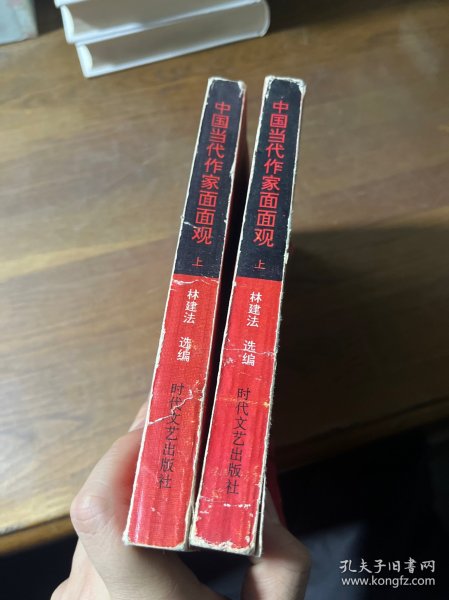 中国当代作家面面观
上
林建法 选编
时代文艺出版社
中国当代作家面面观
上
林建法 选编
时代文艺出版社
孔夫子旧书网
www.kongfz.com